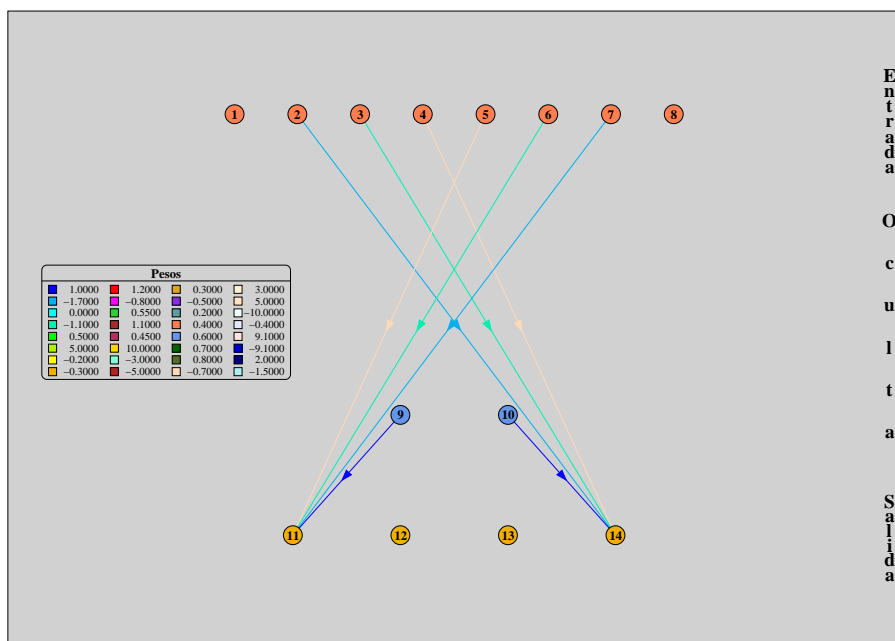 1 2 3 4 5 6 7 8
Entrada
Oculta
Pesos
1.0000 1.2000 0.3000 3.0000
−1.7000 −0.8000 −0.5000 5.0000
0.0000 0.5500 0.2000 −10.0000
−1.1000 1.1000 0.4000 −0.4000
0.5000 0.4500 0.6000 9.1000
5.0000 10.0000 0.7000 −9.1000
−0.2000 −3.0000 0.8000 2.0000
−0.3000 −5.0000 −0.7000 −1.5000
9 10
11 12 13 14
Salida